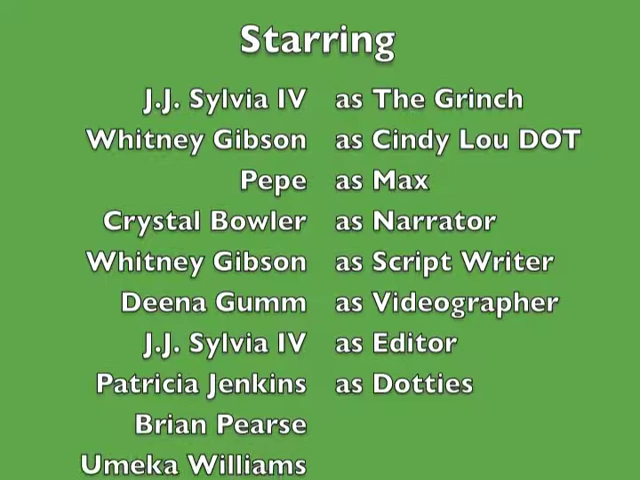 Starring
J.J. Sylvia IV as The Grinch
Whitney Gibson as Cindy Lou DOT
Pepe as Max
Crystal Bowler as Narrator
Whitney Gibson as Script Writer
Deena Gumm as Videographer
J.J. Sylvia IV as Editor
Patricia Jenkins as Dotties
Brian Pearse
Umeka Williams